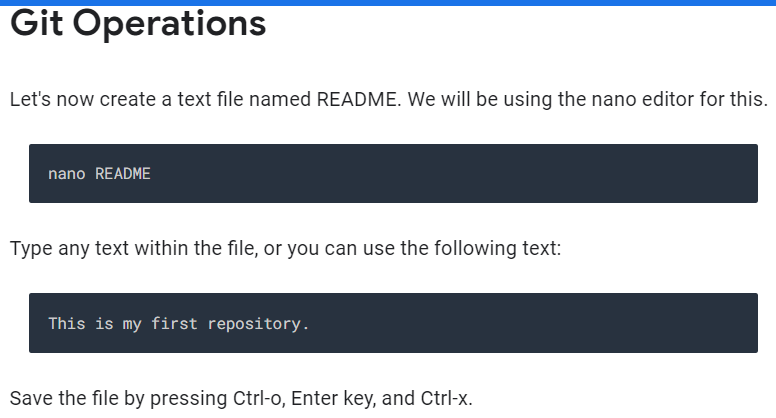 Git Operations
Let's now create a text file named README. We will be using the nano editor for this.
nano README
Type any text within the file, or you can use the following text:
This is my first repository.
Save the file by pressing Ctrl-o, Enter key, and Ctrl-x.